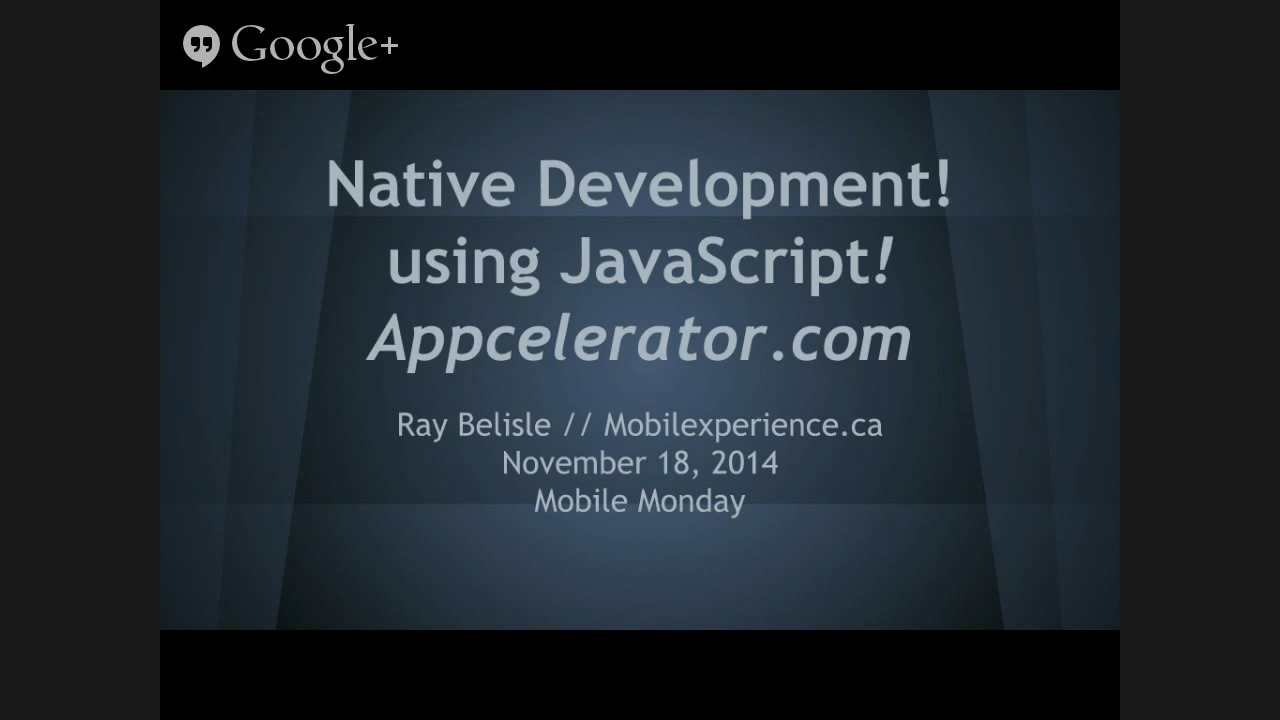 Google+
Native Development!
using JavaScript!
Appcelerator.com
Ray Belisle // Mobilexperience.ca
November 18, 2014
Mobile Monday